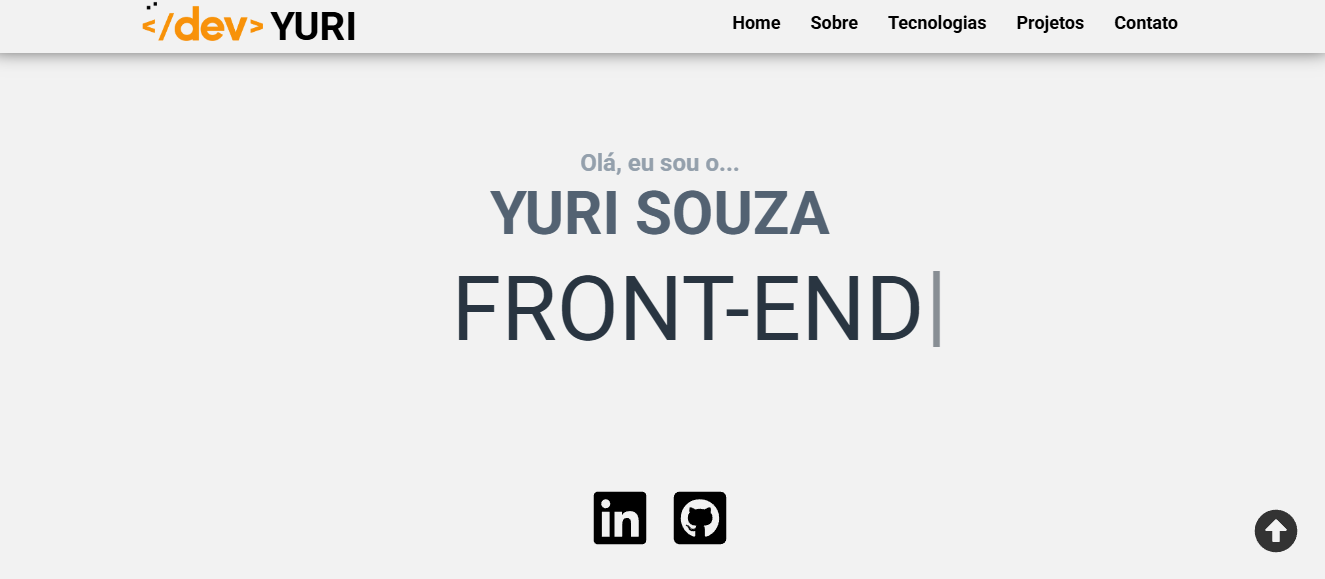 </dev> YURI
Home Sobre Tecnologias Projetos Contato
Olá, eu sou o...
YURI SOUZA
FRONT-END|
in